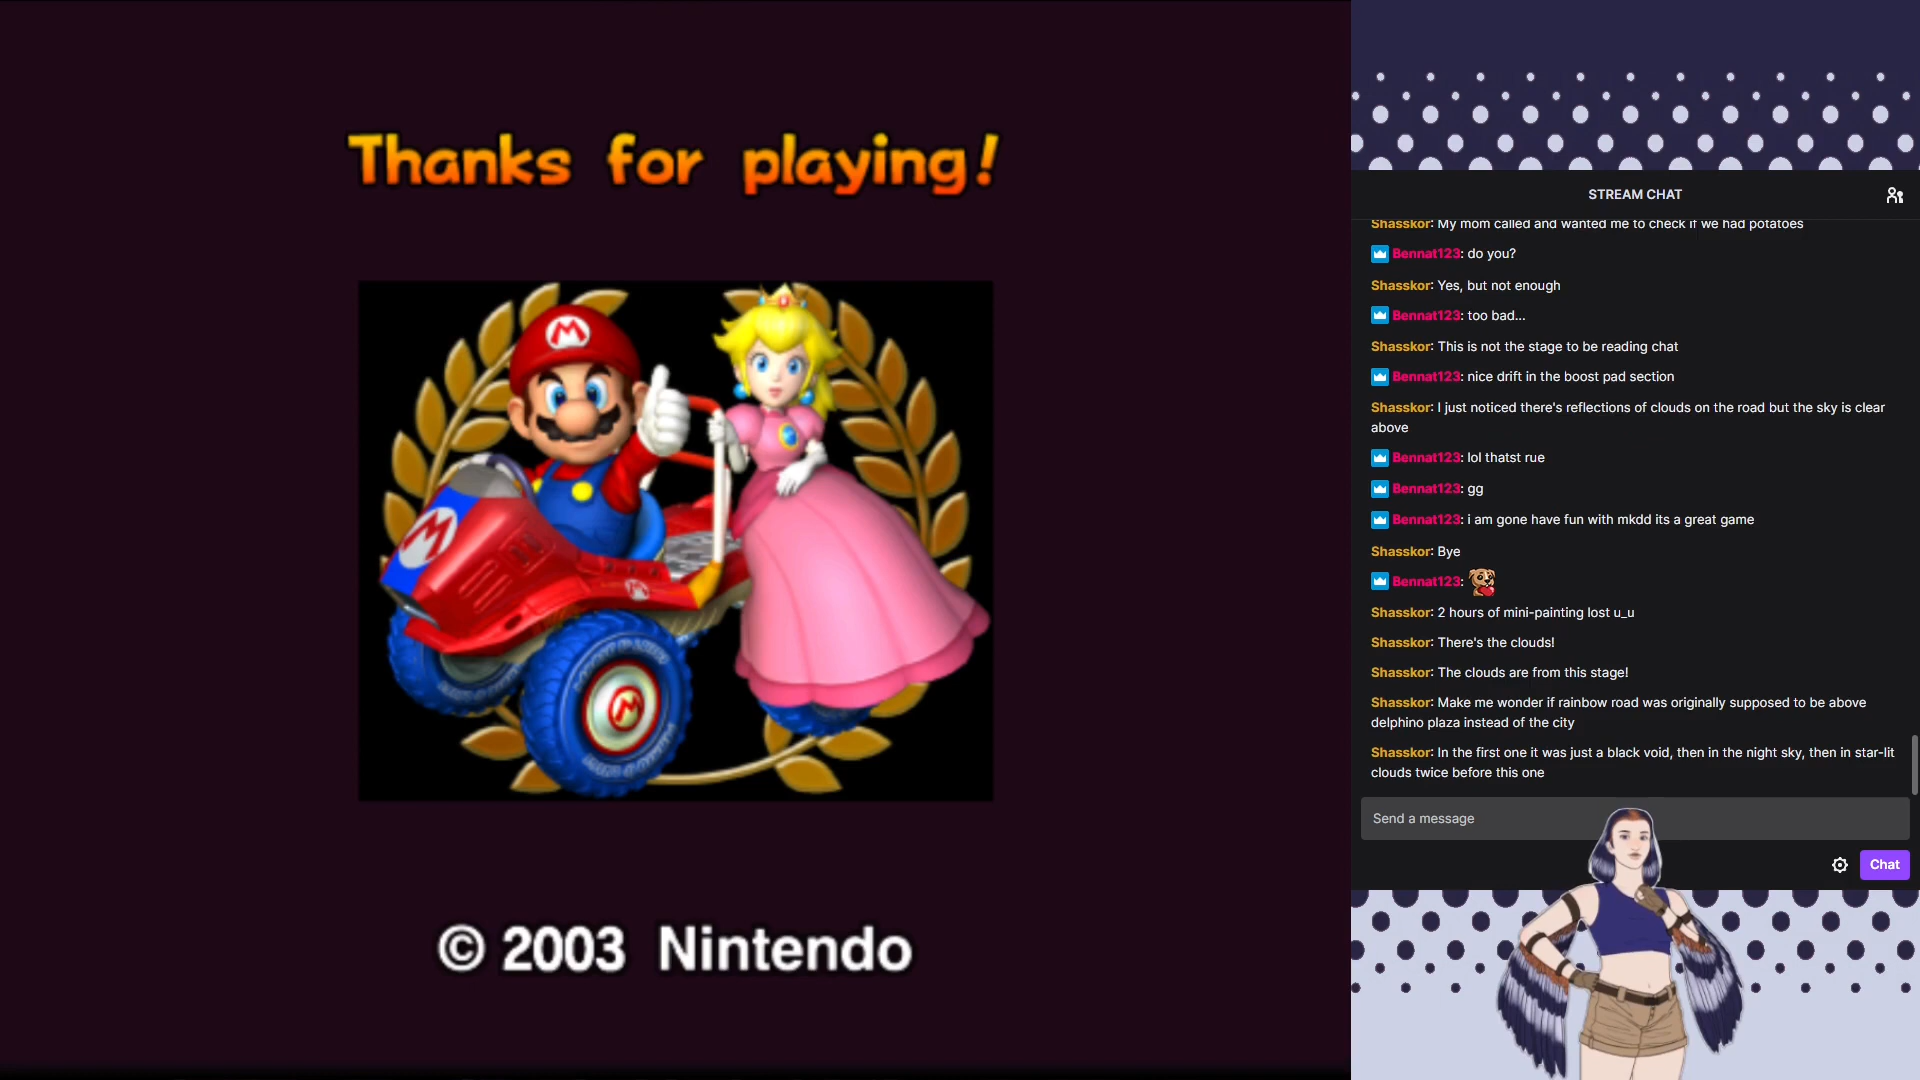 Thanks for playing!
© 2003 Nintendo
STREAM CHAT
Shasskor: My mom called and wanted me to check if we had potatoes
Bennat123: do you?
Shasskor: Yes, but not enough
Bennat123: too bad...
Shasskor: This is not the stage to be reading chat
Bennat123: nice drift in the boost pad section
Shasskor: I just noticed there's reflections of clouds on the road but the sky is clear
above
Bennat123: lol thatst rue
Bennat123: gg
Bennat123: i am gone have fun with mkdd its a great game
Shasskor: Bye
Bennat123:
Shasskor: 2 hours of mini-painting lost u_u
Shasskor: There's the clouds!
Shasskor: The clouds are from this stage!
Shasskor: Make me wonder if rainbow road was originally supposed to be above
delphino plaza instead of the city
Shasskor: In the first one it was just a black void, then in the night sky, then in star-lit
clouds twice before this one
Send a message
Chat